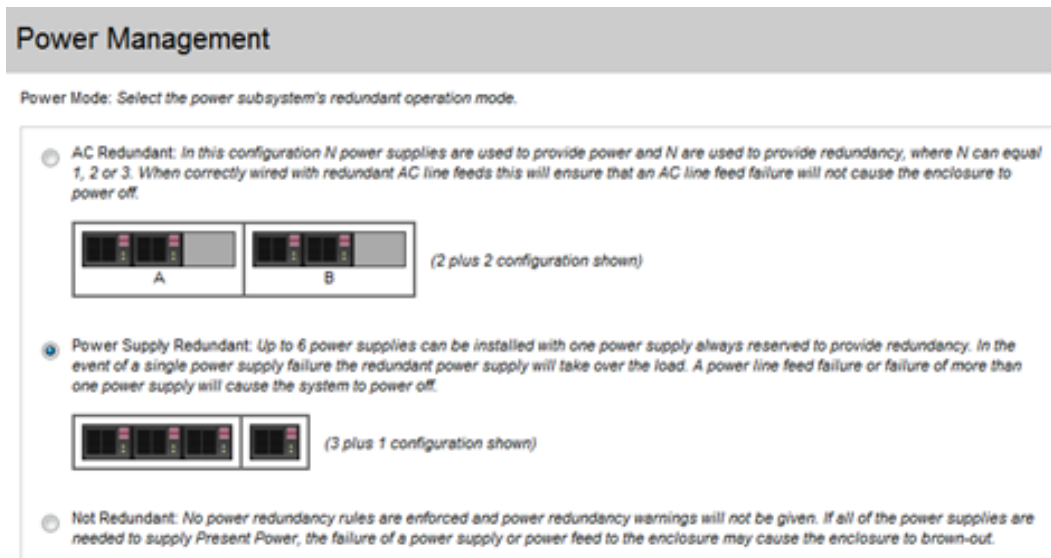 Power Management
Power Mode: Select the power subsystem's redundant operation mode.
AC Redundant: In this configuration N power supplies are used to provide power and N are used to provide redundancy, where N can equal
1, 2 or 3. When correctly wired with redundant AC line feeds this will ensure that an AC line feed failure will not cause the enclosure to
power off.
A
B
(2 plus 2 configuration shown)
Power Supply Redundant: Up to 6 power supplies can be installed with one power supply always reserved to provide redundancy. In the
event of a single power supply failure the redundant power supply will take over the load. A power line feed failure or failure of more than
one power supply will cause the system to power off.
(3 plus 1 configuration shown)
Not Redundant: No power redundancy rules are enforced and power redundancy warnings will not be given. If all of the power supplies are
needed to supply Present Power, the failure of a power supply or power feed to the enclosure may cause the enclosure to brown-out.